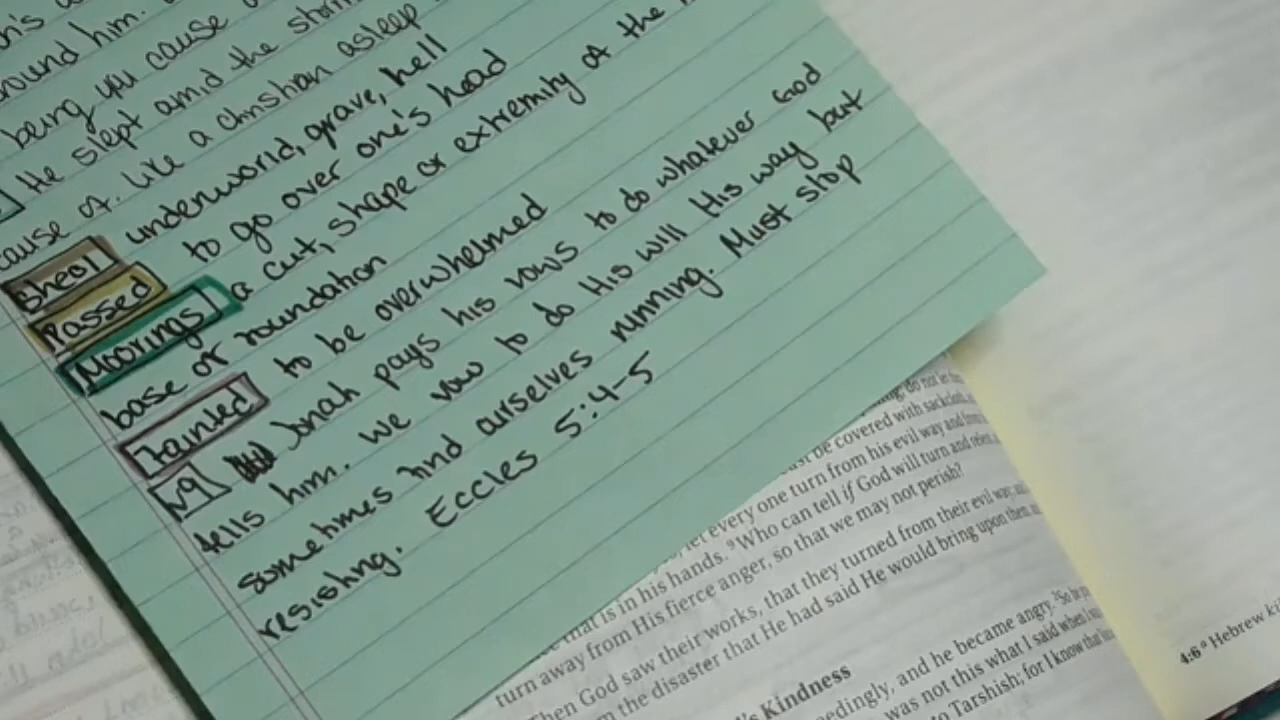 around him.
being you cause
He slept amid the storm
cause of. like a christian asleep
Sheol underworld, grave, hell
Passed to go over one's head
Moorings a cut, shape or extremity of the
base or foundation
Fainted to be overwhelmed
v9 Jonah pays his vows to do whatever God
tells him. We vow to do His will His way but
sometimes find ourselves running. Must stop
resisting. Eccles 5:4-5
do not let
be covered with sackcloth,
let every one turn from his evil way and
that is in his hands. 9Who can tell if God will turn and relent
turn away from His fierce anger, so that we may not perish?
Then God saw their works, that they turned from their evil way;
the disaster that He had said He would bring upon them,
Kindness
and he became angry. 2So
was not this what I said when I
to Tarshish; for I know that
4:6 a Hebrew